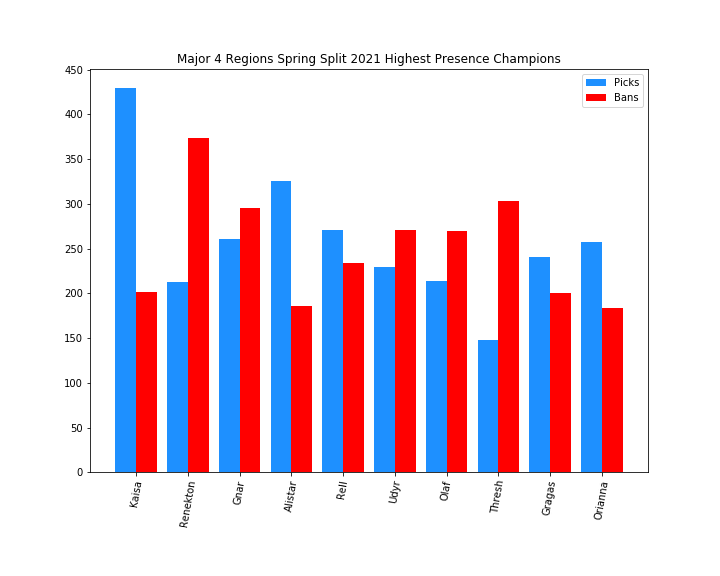 Major 4 Regions Spring Split 2021 Highest Presence Champions
Picks
Bans
450
400
350
300
250
200
150
100
50
0
Kaisa
Renekton
Gnar
Alistar
Rell
Udyr
Olaf
Thresh
Gragas
Orianna